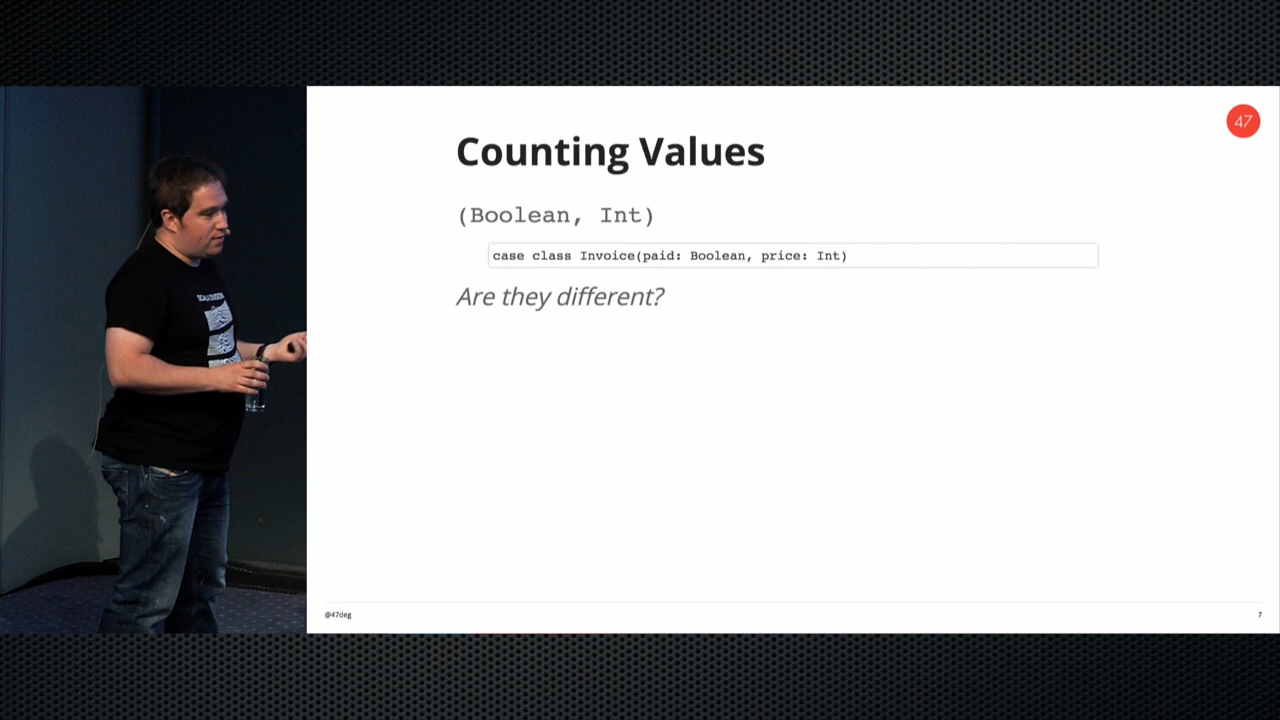 47
Counting Values
(Boolean, Int)
case class Invoice(paid: Boolean, price: Int)
Are they different?
@47deg
7